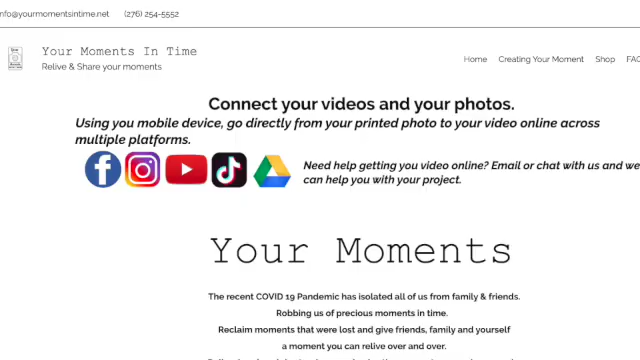 info@yourmomentsintime.net (276) 254-5552
Your Moments In Time
Relive & Share your moments
Home Creating Your Moment Shop FAQ
Connect your videos and your photos.
Using you mobile device, go directly from your printed photo to your video online across
multiple platforms.
Need help getting you video online? Email or chat with us and we
can help you with your project.
Your Moments
The recent COVID 19 Pandemic has isolated all of us from family & friends.
Robbing us of precious moments in time.
Reclaim moments that were lost and give friends, family and yourself
a moment you can relive over and over.